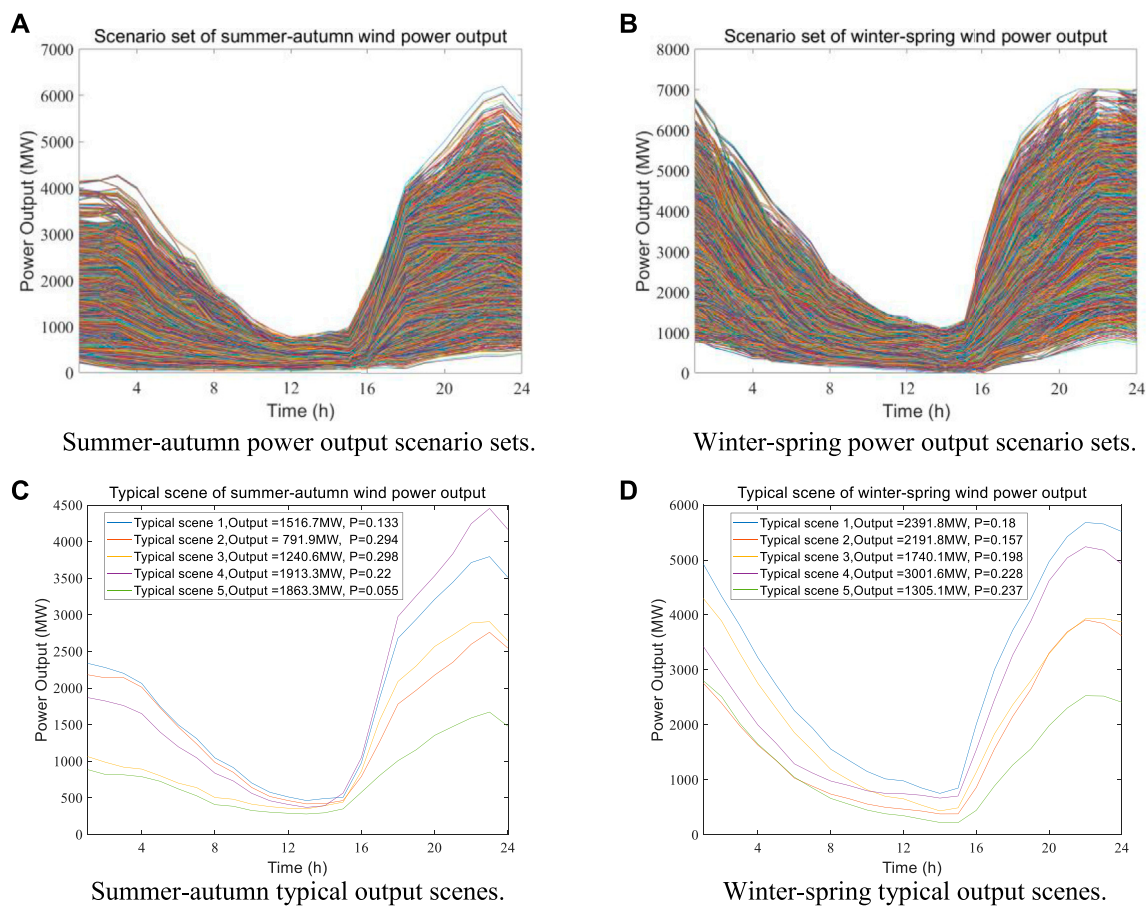 A
Scenario set of summer-autumn wind power output
7000
6000
5000
4000
3000
2000
1000
0
Power Output (MW)
4 8 12 16 20 24
Time (h)
Summer-autumn power output scenario sets.
B
Scenario set of winter-spring wind power output
8000
7000
6000
5000
4000
3000
2000
1000
0
Power Output (MW)
4 8 12 16 20 24
Time (h)
Winter-spring power output scenario sets.
C
Typical scene of summer-autumn wind power output
4500
4000
3500
3000
2500
2000
1500
1000
500
0
Power Output (MW)
Typical scene 1,Output =1516.7MW, P=0.133
Typical scene 2,Output = 791.9MW, P=0.294
Typical scene 3,Output =1240.6MW, P=0.298
Typical scene 4,Output =1913.3MW, P=0.22
Typical scene 5,Output =1863.3MW, P=0.055
4 8 12 16 20 24
Time (h)
Summer-autumn typical output scenes.
D
Typical scene of winter-spring wind power output
6000
5000
4000
3000
2000
1000
0
Power Output (MW)
Typical scene 1,Output =2391.8MW, P=0.18
Typical scene 2,Output =2191.8MW, P=0.157
Typical scene 3,Output =1740.1MW, P=0.198
Typical scene 4,Output =3001.6MW, P=0.228
Typical scene 5,Output =1305.1MW, P=0.237
4 8 12 16 20 24
Time (h)
Winter-spring typical output scenes.